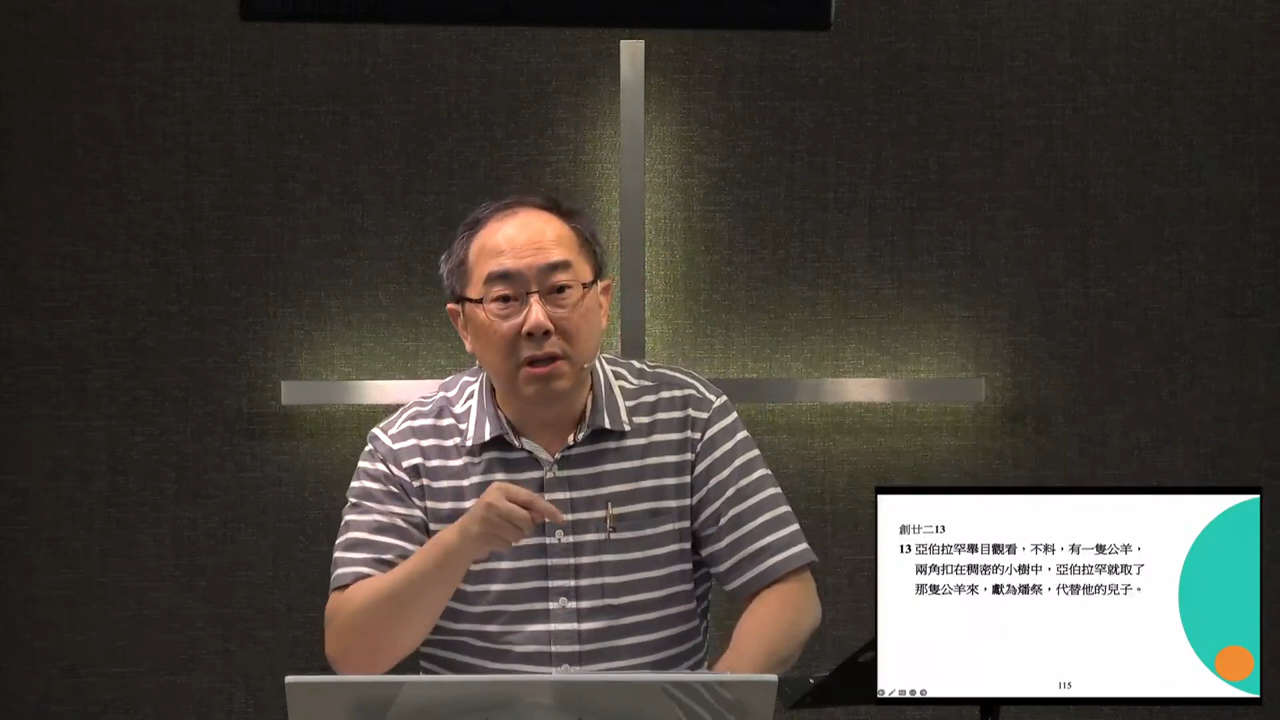 創廿二13
13 亞伯拉罕舉目觀看，不料，有一隻公羊，
兩角扣在稠密的小樹中，亞伯拉罕就取了
那隻公羊來，獻為燔祭，代替他的兒子。
115